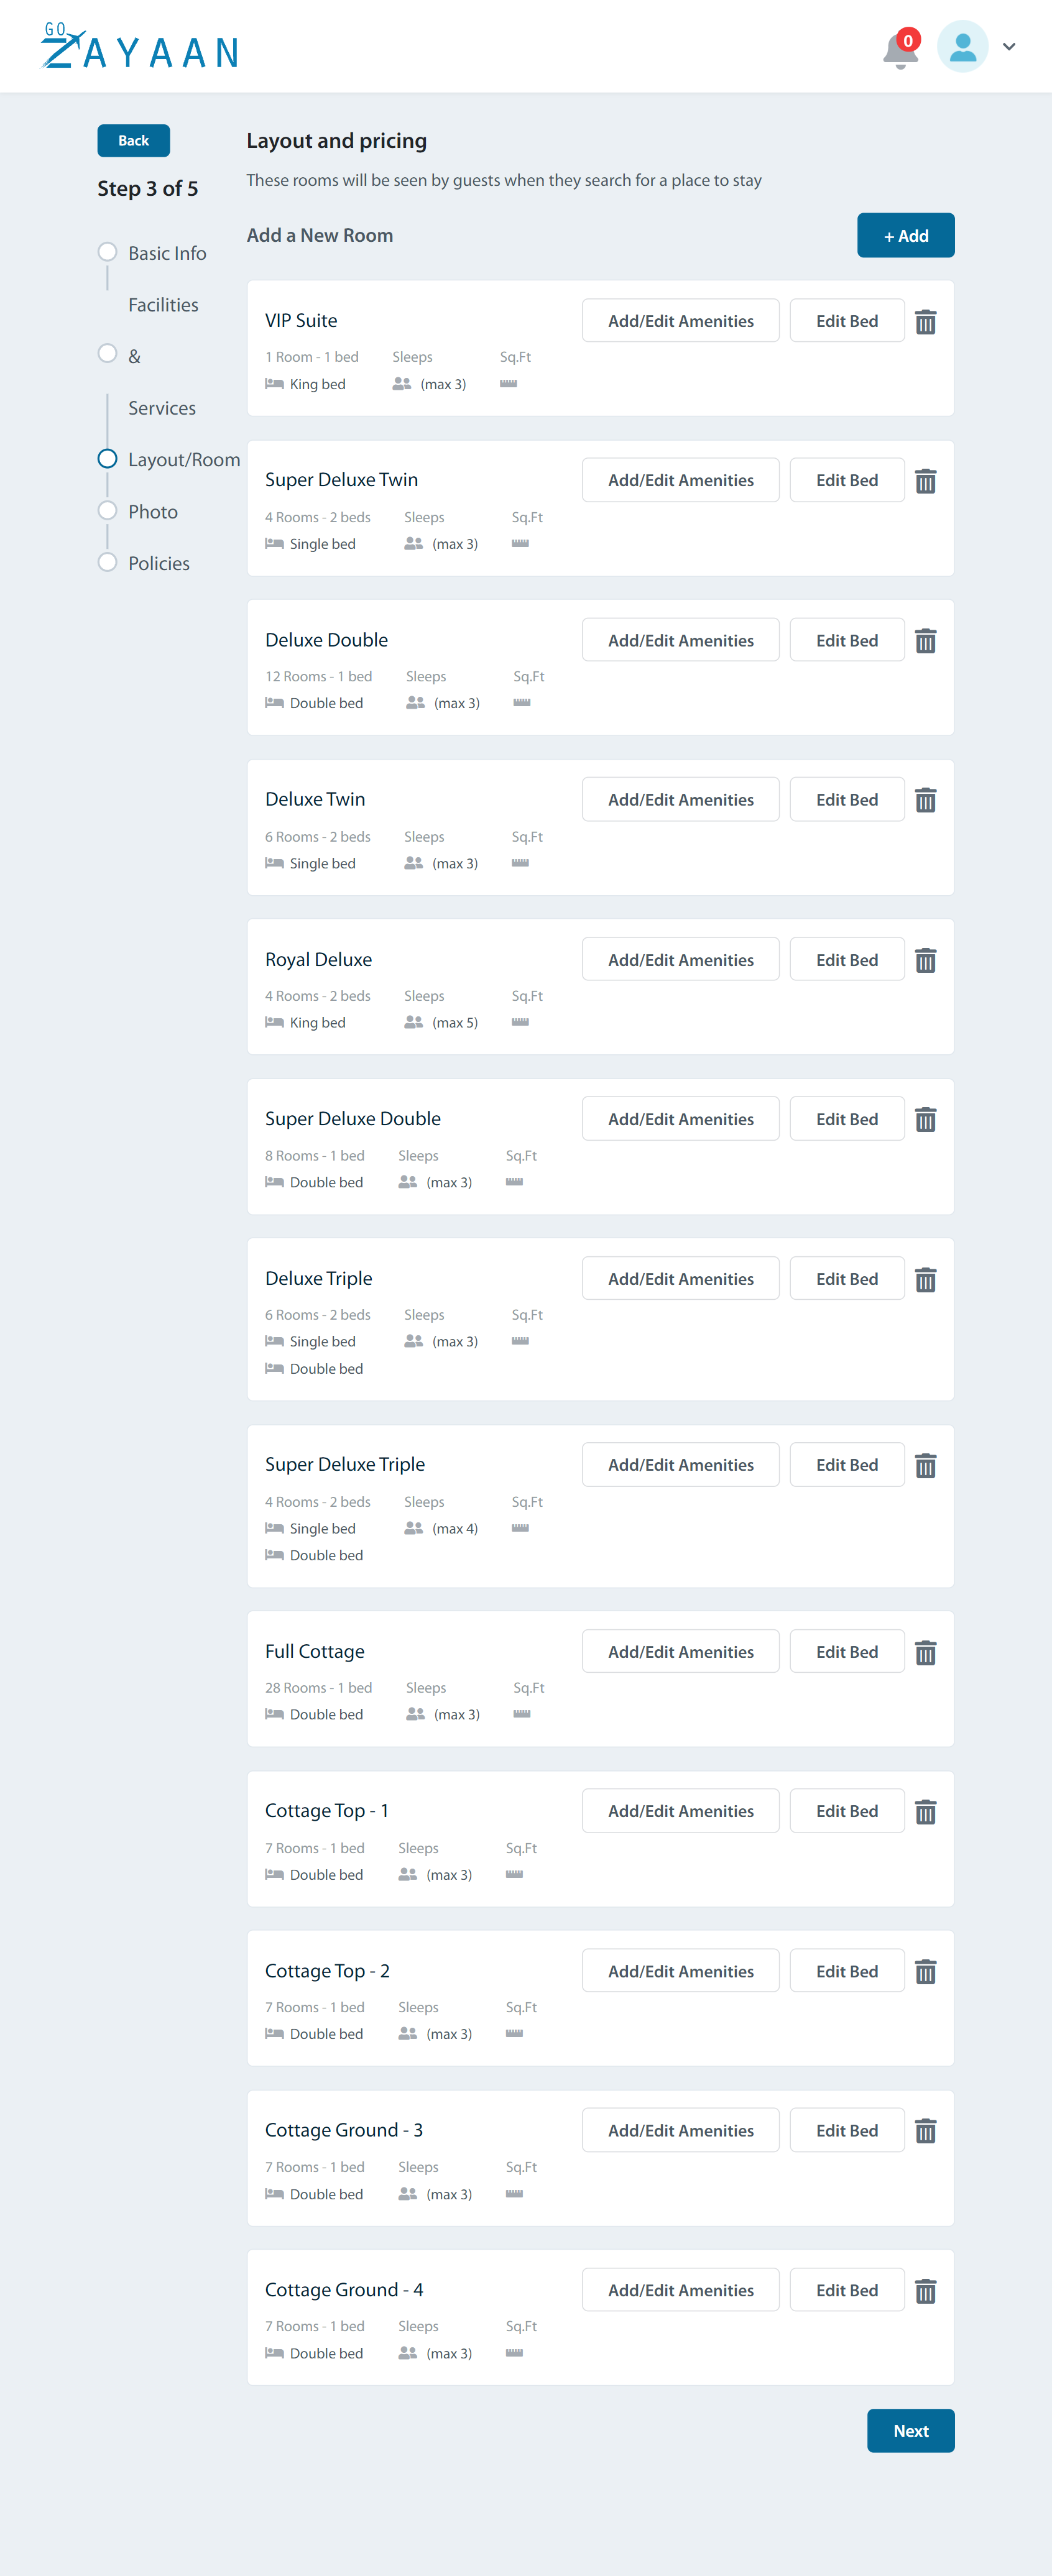 GO
ZAYAAN
0
Back
Step 3 of 5
Basic Info
Facilities
&
Services
Layout/Room
Photo
Policies
Layout and pricing
These rooms will be seen by guests when they search for a place to stay
Add a New Room
+ Add
VIP Suite
Add/Edit Amenities
Edit Bed
1 Room - 1 bed Sleeps Sq.Ft
King bed (max 3)
Super Deluxe Twin
Add/Edit Amenities
Edit Bed
4 Rooms - 2 beds Sleeps Sq.Ft
Single bed (max 3)
Deluxe Double
Add/Edit Amenities
Edit Bed
12 Rooms - 1 bed Sleeps Sq.Ft
Double bed (max 3)
Deluxe Twin
Add/Edit Amenities
Edit Bed
6 Rooms - 2 beds Sleeps Sq.Ft
Single bed (max 3)
Royal Deluxe
Add/Edit Amenities
Edit Bed
4 Rooms - 2 beds Sleeps Sq.Ft
King bed (max 5)
Super Deluxe Double
Add/Edit Amenities
Edit Bed
8 Rooms - 1 bed Sleeps Sq.Ft
Double bed (max 3)
Deluxe Triple
Add/Edit Amenities
Edit Bed
6 Rooms - 2 beds Sleeps Sq.Ft
Single bed (max 3)
Double bed
Super Deluxe Triple
Add/Edit Amenities
Edit Bed
4 Rooms - 2 beds Sleeps Sq.Ft
Single bed (max 4)
Double bed
Full Cottage
Add/Edit Amenities
Edit Bed
28 Rooms - 1 bed Sleeps Sq.Ft
Double bed (max 3)
Cottage Top - 1
Add/Edit Amenities
Edit Bed
7 Rooms - 1 bed Sleeps Sq.Ft
Double bed (max 3)
Cottage Top - 2
Add/Edit Amenities
Edit Bed
7 Rooms - 1 bed Sleeps Sq.Ft
Double bed (max 3)
Cottage Ground - 3
Add/Edit Amenities
Edit Bed
7 Rooms - 1 bed Sleeps Sq.Ft
Double bed (max 3)
Cottage Ground - 4
Add/Edit Amenities
Edit Bed
7 Rooms - 1 bed Sleeps Sq.Ft
Double bed (max 3)
Next